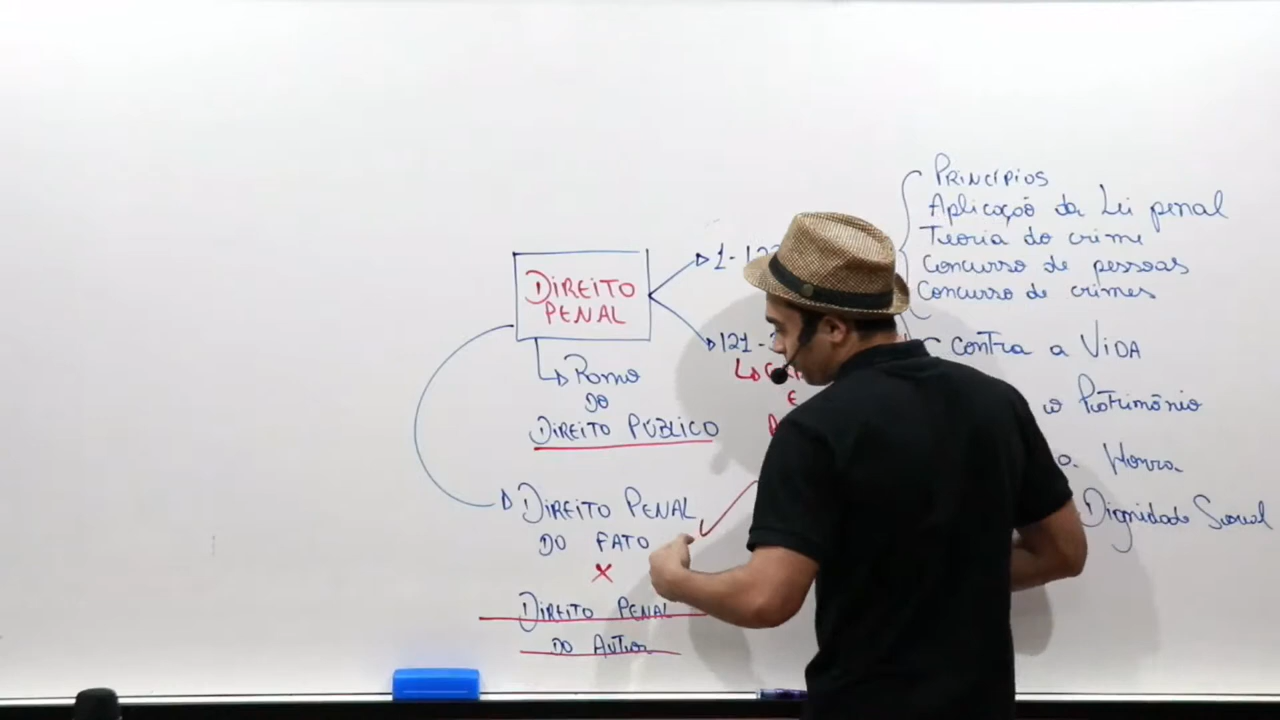 DIREITO
PENAL
Ramo
DO
DIREITO PÚBLICO
DIREITO PENAL
DO FATO
X
DIREITO PENAL
DO AUTOR
1-12
121-
E
PRINCÍPIOS
Aplicação da Lei penal
Teoria do crime
Concurso de pessoas
Concurso de crimes
Contra a VIDA
o Patrimônio
a Honra
Dignidade Sexual